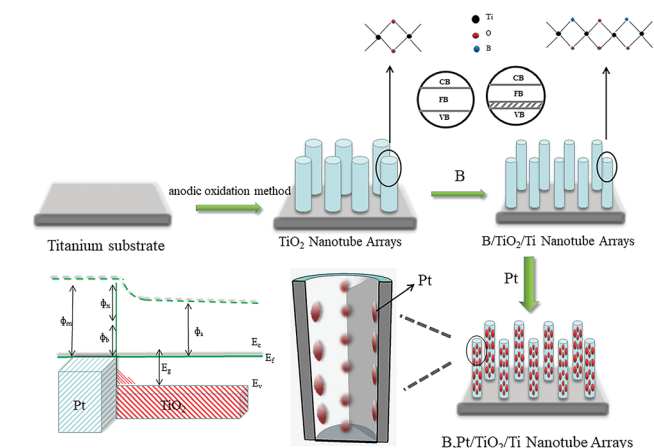 Ti
O
B
CB
FB
VB
CB
FB
VB
anodic oxidation method
B
Titanium substrate
TiO2 Nanotube Arrays
B/TiO2/Ti Nanotube Arrays
Pt
Pt
ϕm
ϕx
ϕb
ϕs
Ec
Ef
Eg
Ev
Pt
TiO2
B,Pt/TiO2/Ti Nanotube Arrays